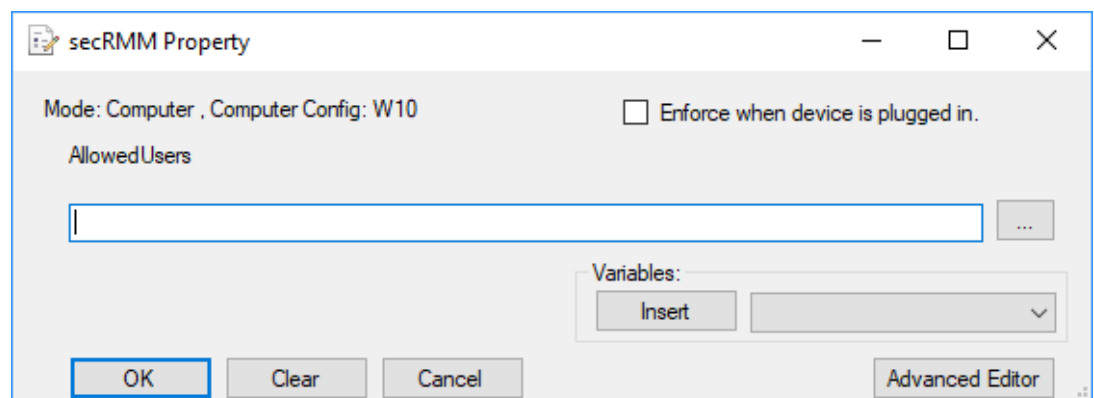 secRMM Property
Mode: Computer , Computer Config: W10
Enforce when device is plugged in.
AllowedUsers
...
Variables:
Insert
OK
Clear
Cancel
Advanced Editor